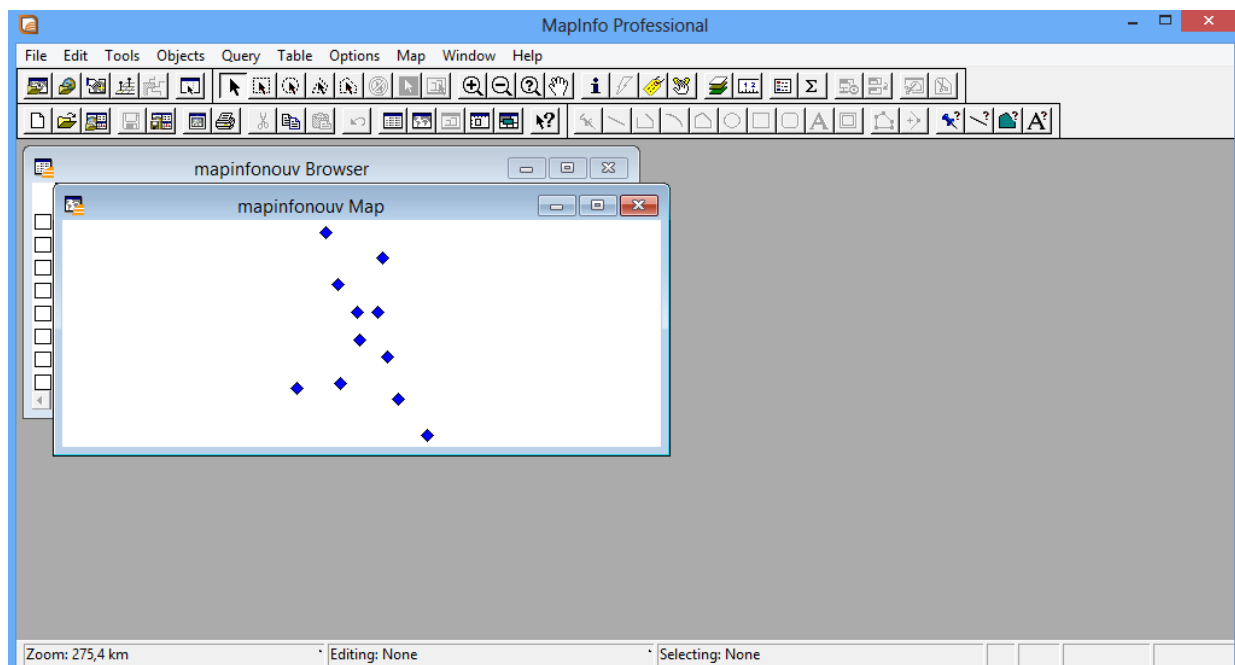 MapInfo Professional
File Edit Tools Objects Query Table Options Map Window Help
mapinfonouv Browser
mapinfonouv Map
Zoom: 275,4 km
Editing: None
Selecting: None